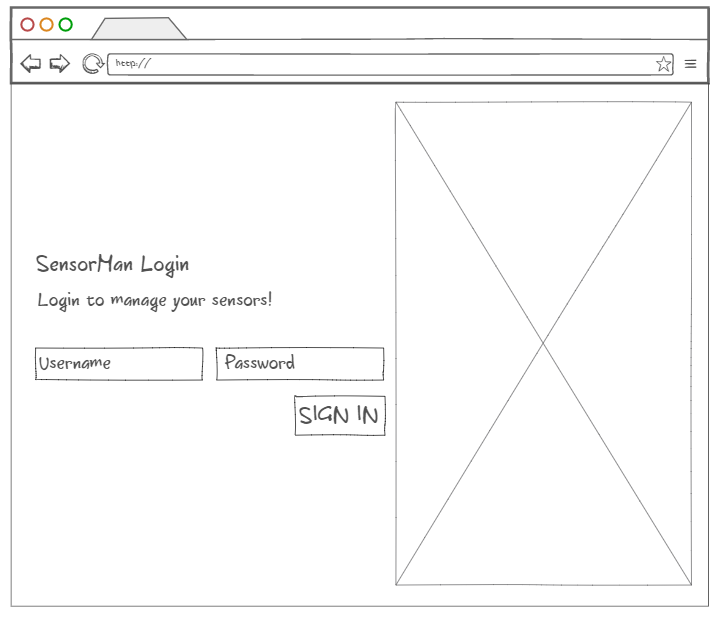 http://
SensorMan Login
Login to manage your sensors!
Username
Password
SIGN IN